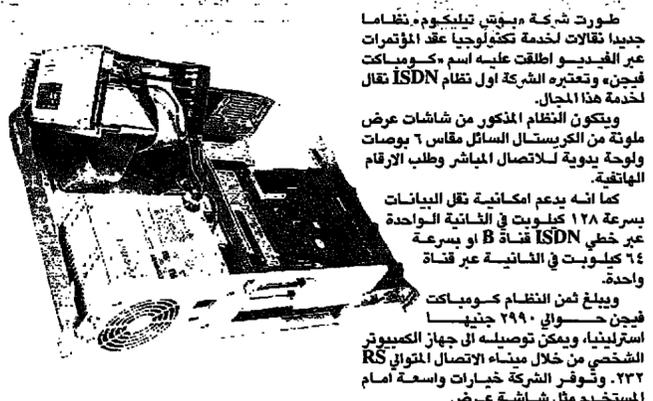 طورت شركة «بوش تيليكوم» نظاما
جديدا نقالات لخدمة تكنولوجيا عقد المؤتمرات
عبر الفيديو اطلقت عليه اسم «كومباكت
فيجن» وتعتبره الشركة اول نظام ISDN نقال
لخدمة هذا المجال.
ويتكون النظام المذكور من شاشات عرض
ملونة من الكريستال السائل مقاس ٦ بوصات
ولوحة يدوية للاتصال المباشر وطلب الارقام
الهاتفية.
كما انه يدعم امكانية نقل البيانات
بسرعة ١٢٨ كيلوبت في الثانية الواحدة
عبر خطي ISDN قناة B او بسرعة
٦٤ كيلوبت في الثانية عبر قناة
واحدة.
ويبلغ ثمن النظام كومباكت
فيجن حوالي ٢٩٩٠ جنيها
استرلينيا، ويمكن توصيله الى جهاز الكمبيوتر
الشخصي من خلال ميناء الاتصال المتوالي RS
٢٣٢. وتوفر الشركة خيارات واسعة امام
المستخدم مثل شاشة عرض